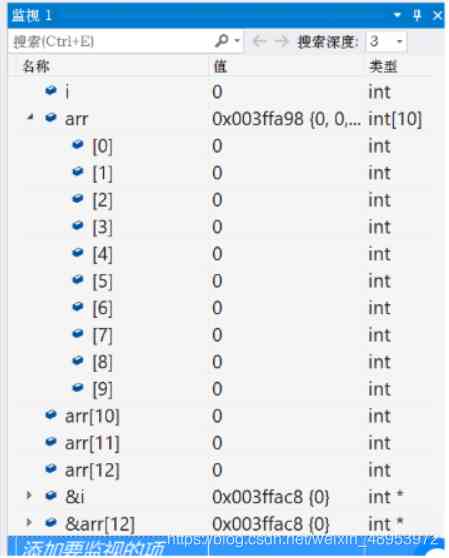 监视 1
搜索(Ctrl+E) 搜索深度: 3
名称 值 类型
i 0 int
arr 0x003ffa98 {0, 0,... int[10]
[0] 0 int
[1] 0 int
[2] 0 int
[3] 0 int
[4] 0 int
[5] 0 int
[6] 0 int
[7] 0 int
[8] 0 int
[9] 0 int
arr[10] 0 int
arr[11] 0 int
arr[12] 0 int
&i 0x003ffac8 {0} int *
&arr[12] 0x003ffac8 {0} int *
添加要监视的项
https://blog.csdn.net/weixin_48953972